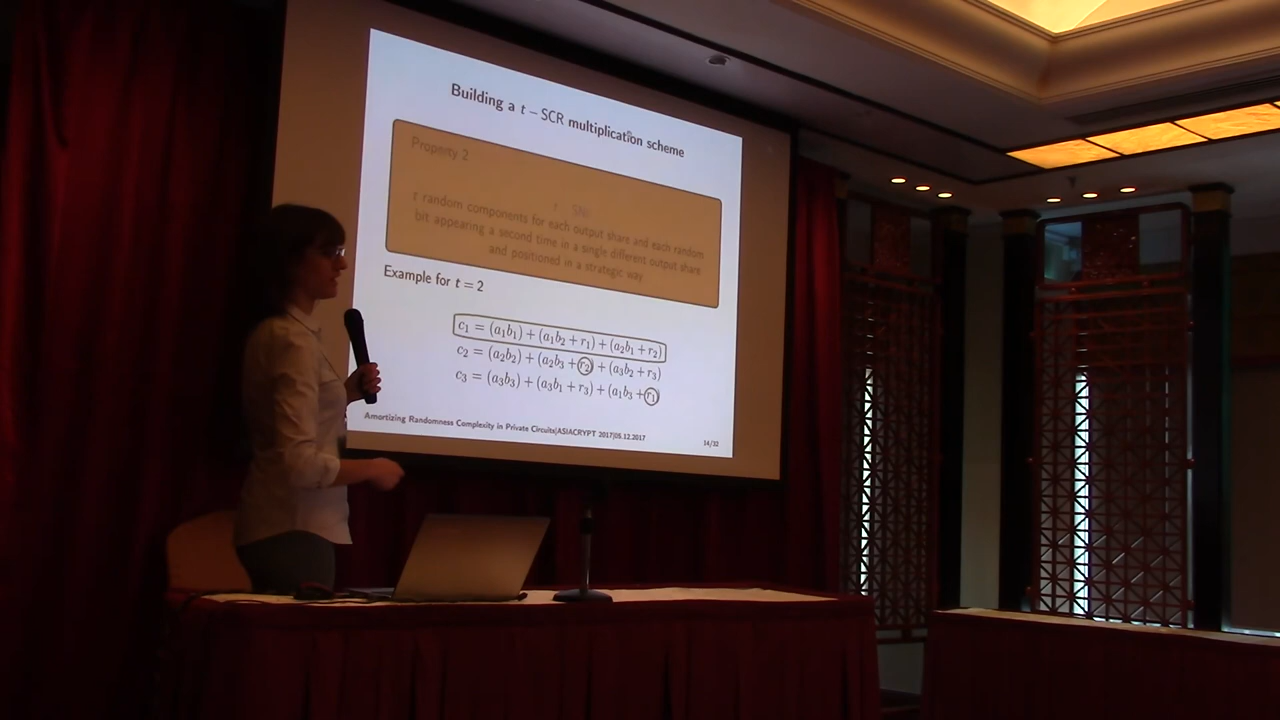 Building a t − SCR multiplication scheme
Property 2
t random components for each output share and each random
bit appearing a second time in a single different output share
and positioned in a strategic way
Example for t = 2
c₁ = (a₁b₁) + (a₁b₂ + r₁) + (a₂b₁ + r₂)
c₂ = (a₂b₂) + (a₂b₃ + r₂) + (a₃b₂ + r₃)
c₃ = (a₃b₃) + (a₃b₁ + r₃) + (a₁b₃ + r₁)
Amortizing Randomness Complexity in Private Circuits|ASIACRYPT 2017|05.12.2017
14/32